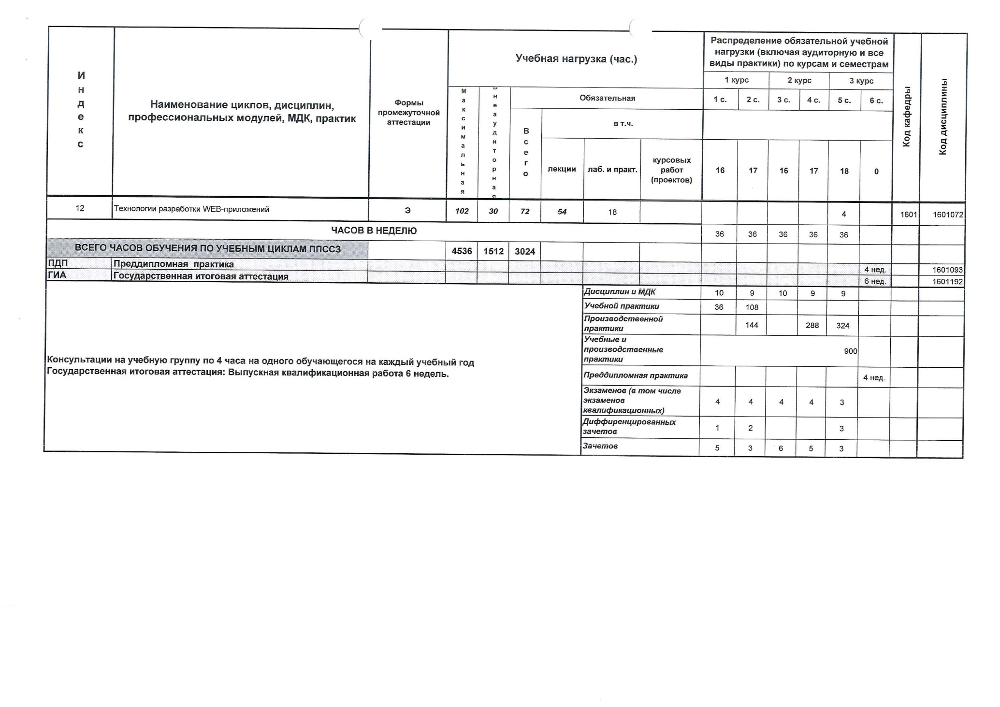 Индекс
Наименование циклов, дисциплин,
профессиональных модулей, МДК, практик
Формы
промежуточной
аттестации
Учебная нагрузка (час.)
Распределение обязательной учебной
нагрузки (включая аудиторную и все
виды практики) по курсам и семестрам
Код кафедры
Код дисциплины
1 курс 2 курс 3 курс
Максимальная
Внеаудиторная
Обязательная
1 с. 2 с. 3 с. 4 с. 5 с. 6 с.
Всего
в т.ч.
лекции
лаб. и практ.
курсовых
работ
(проектов)
16 17 16 17 18 0
12 Технологии разработки WEB-приложений Э 102 30 72 54 18 4 1601 1601072
ЧАСОВ В НЕДЕЛЮ 36 36 36 36 36
ВСЕГО ЧАСОВ ОБУЧЕНИЯ ПО УЧЕБНЫМ ЦИКЛАМ ППССЗ 4536 1512 3024
ПДП Преддипломная практика 4 нед. 1601093
ГИА Государственная итоговая аттестация 6 нед. 1601192
Консультации на учебную группу по 4 часа на одного обучающегося на каждый учебный год
Государственная итоговая аттестация: Выпускная квалификационная работа 6 недель.
Дисциплин и МДК 10 9 10 9 9
Учебной практики 36 108
Производственной
практики 144 288 324
Учебные и
производственные
практики 900
Преддипломная практика 4 нед.
Экзаменов (в том числе
экзаменов
квалификационных) 4 4 4 4 3
Диффиренцированных
зачетов 1 2 3
Зачетов 5 3 6 5 3